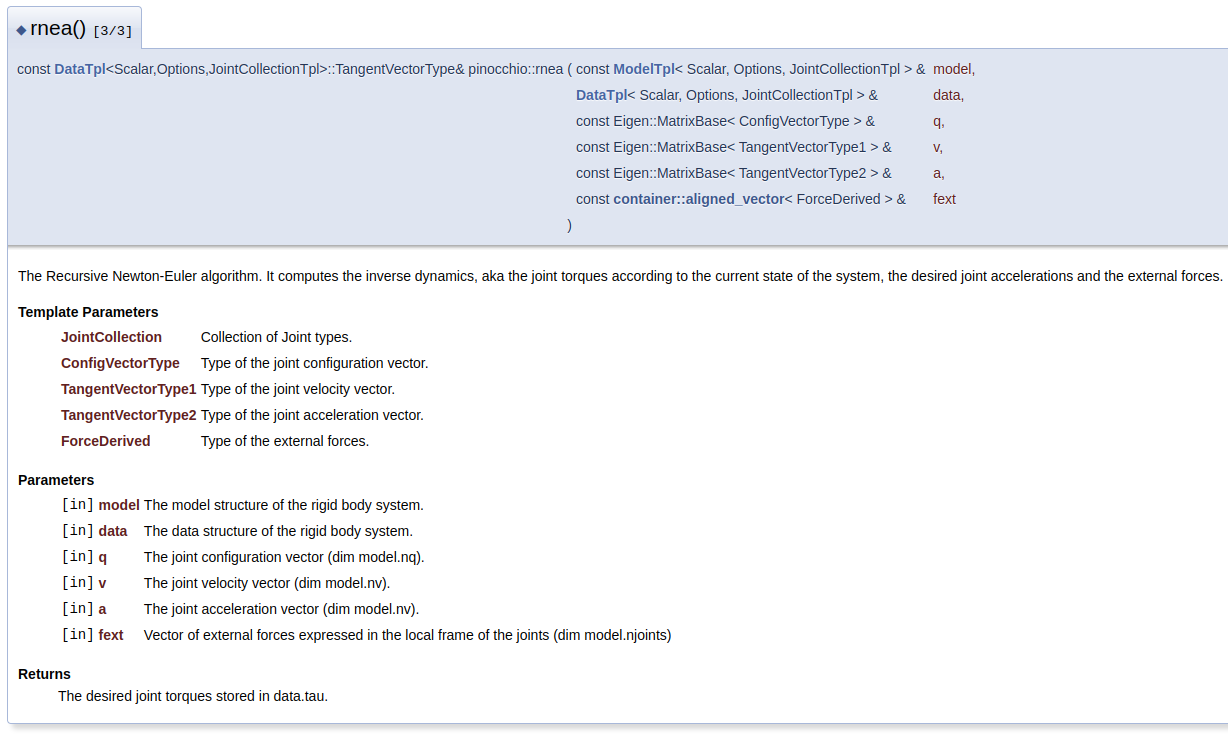 ◆ rnea() [3/3]
const DataTpl<Scalar,Options,JointCollectionTpl>::TangentVectorType& pinocchio::rnea ( const ModelTpl< Scalar, Options, JointCollectionTpl > & model,
DataTpl< Scalar, Options, JointCollectionTpl > & data,
const Eigen::MatrixBase< ConfigVectorType > & q,
const Eigen::MatrixBase< TangentVectorType1 > & v,
const Eigen::MatrixBase< TangentVectorType2 > & a,
const container::aligned_vector< ForceDerived > & fext
)
The Recursive Newton-Euler algorithm. It computes the inverse dynamics, aka the joint torques according to the current state of the system, the desired joint accelerations and the external forces.
Template Parameters
JointCollection Collection of Joint types.
ConfigVectorType Type of the joint configuration vector.
TangentVectorType1 Type of the joint velocity vector.
TangentVectorType2 Type of the joint acceleration vector.
ForceDerived Type of the external forces.
Parameters
[in] model The model structure of the rigid body system.
[in] data The data structure of the rigid body system.
[in] q The joint configuration vector (dim model.nq).
[in] v The joint velocity vector (dim model.nv).
[in] a The joint acceleration vector (dim model.nv).
[in] fext Vector of external forces expressed in the local frame of the joints (dim model.njoints)
Returns
The desired joint torques stored in data.tau.